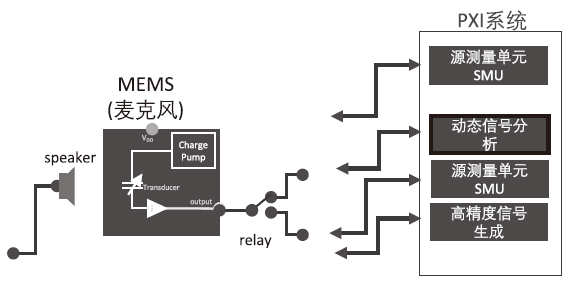 PXI系统
源测量单元
SMU
MEMS
(麦克风)
VDD
Charge
Pump
动态信号分
析
speaker
Transducer
源测量单元
SMU
output
relay
高精度信号
生成